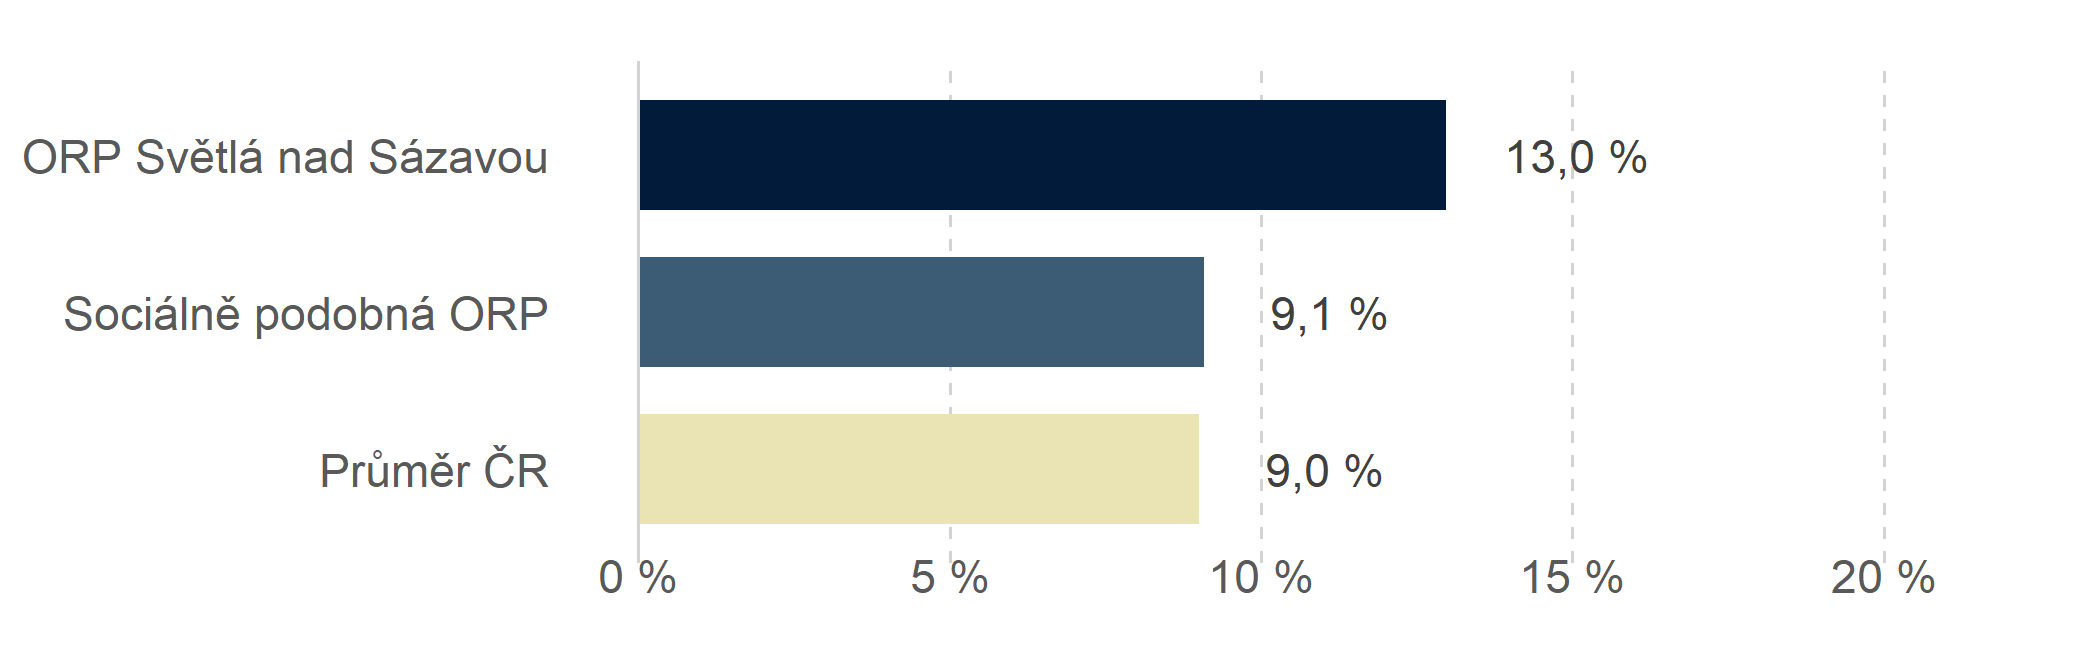 ORP Světlá nad Sázavou
13,0 %
Sociálně podobná ORP
9,1 %
Průměr ČR
9,0 %
0 %
5 %
10 %
15 %
20 %